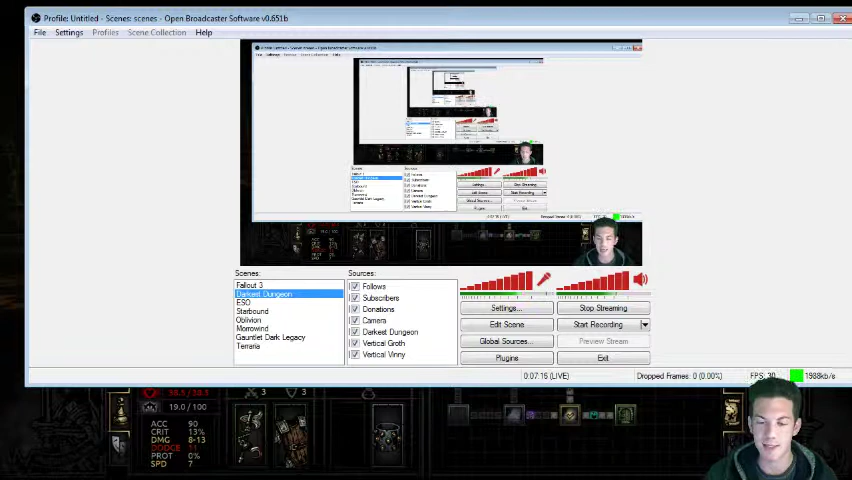 Profile: Untitled - Scenes: scenes - Open Broadcaster Software v0.651b
File Settings Profiles Scene Collection Help
Scenes:
Fallout 3
Darkest Dungeon
ESO
Starbound
Oblivion
Morrowind
Gauntlet Dark Legacy
Terraria
Sources:
Follows
Subscribers
Donations
Camera
Darkest Dungeon
Vertical Groth
Vertical Vinny
Settings...
Stop Streaming
Edit Scene
Start Recording
Global Sources...
Preview Stream
Plugins
Exit
0:07:15 (LIVE)
Dropped Frames: 0 (0.00%)
FPS: 30
1988kb/s
3
3
19.0 / 100
ACC 90
CRIT 13%
DMG 8-13
DODGE 11
PROT 0%
SPD 7